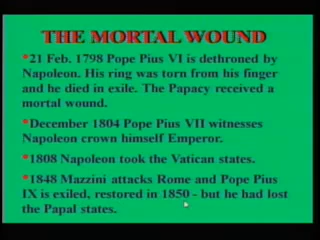 THE MORTAL WOUND
•21 Feb. 1798 Pope Pius VI is dethroned by
Napoleon. His ring was torn from his finger
and he died in exile. The Papacy received a
mortal wound.
•December 1804 Pope Pius VII witnesses
Napoleon crown himself Emperor.
•1808 Napoleon took the Vatican states.
•1848 Mazzini attacks Rome and Pope Pius
IX is exiled, restored in 1850 - but he had lost
the Papal states.